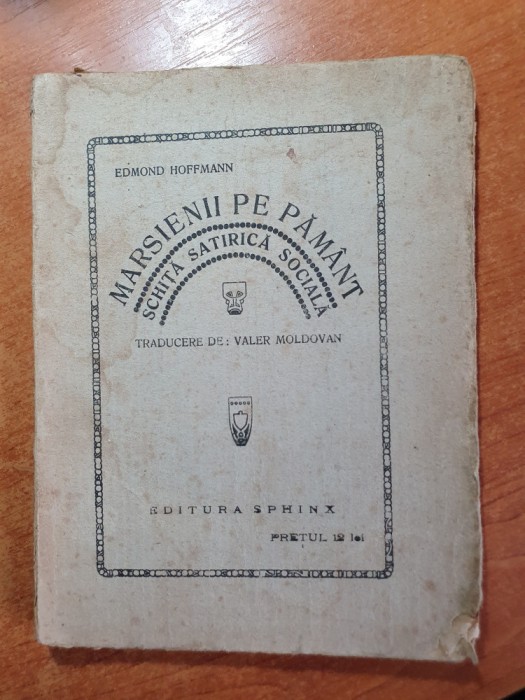 EDMOND HOFFMANN
MARSIENII PE PĂMÂNT
SCHIȚĂ SATIRICĂ SOCIALĂ
TRADUCERE DE: VALER MOLDOVAN
EDITURA SPHINX
PREȚUL 12 lei